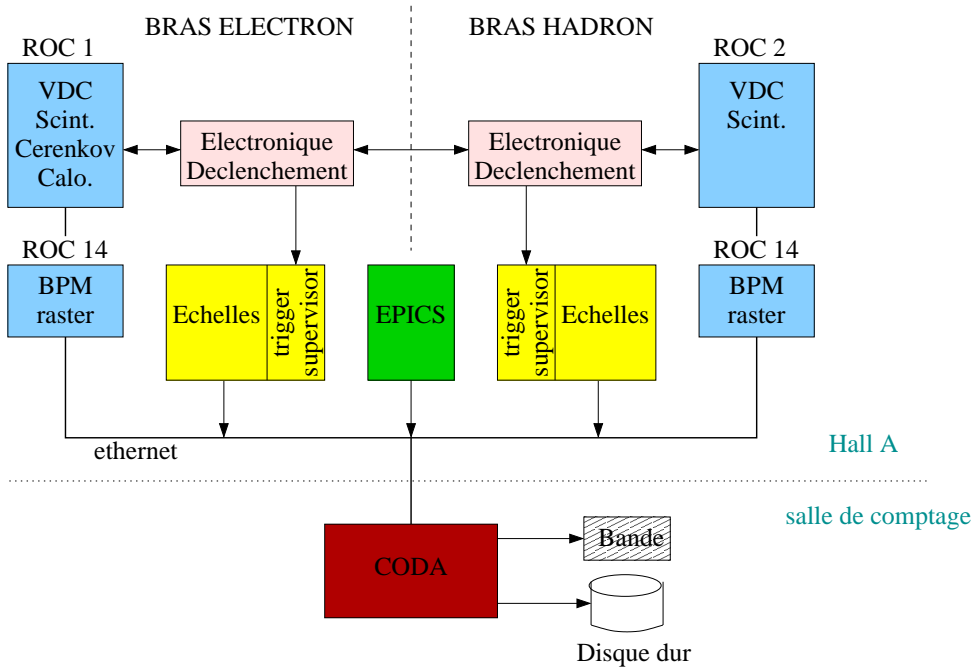 BRAS ELECTRON
BRAS HADRON
ROC 1
ROC 2
VDC
Scint.
Cerenkov
Calo.
Electronique
Declenchement
Electronique
Declenchement
VDC
Scint.
ROC 14
ROC 14
BPM
raster
Echelles
trigger
supervisor
EPICS
trigger
supervisor
Echelles
BPM
raster
ethernet
Hall A
salle de comptage
CODA
Bande
Disque dur